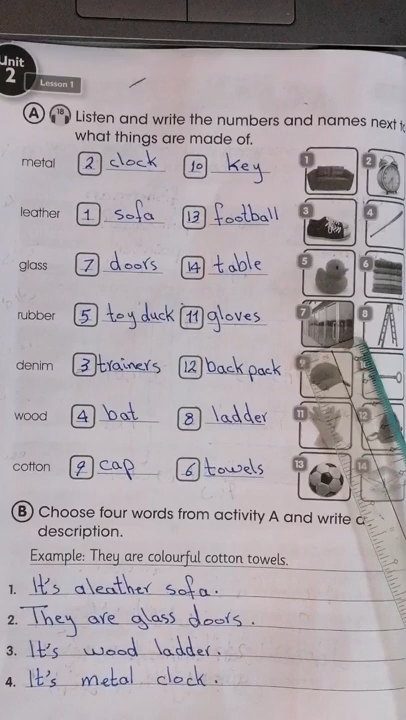 Unit
2
Lesson 1
A 18 Listen and write the numbers and names next
what things are made of.
metal 2 clock 10 key
leather 1 sofa 13 football
glass 7 doors 14 table
rubber 5 toy duck 11 gloves
denim 3 trainers 12 back pack
wood 4 bat 8 ladder
cotton 9 cap 6 towels
1 2
3 4
5 6
7 8
9
11
13 14
B Choose four words from activity A and write a
description.
Example: They are colourful cotton towels.
1. It's aleather sofa.
2. They are glass doors.
3. It's wood ladder.
4. It's metal clock.